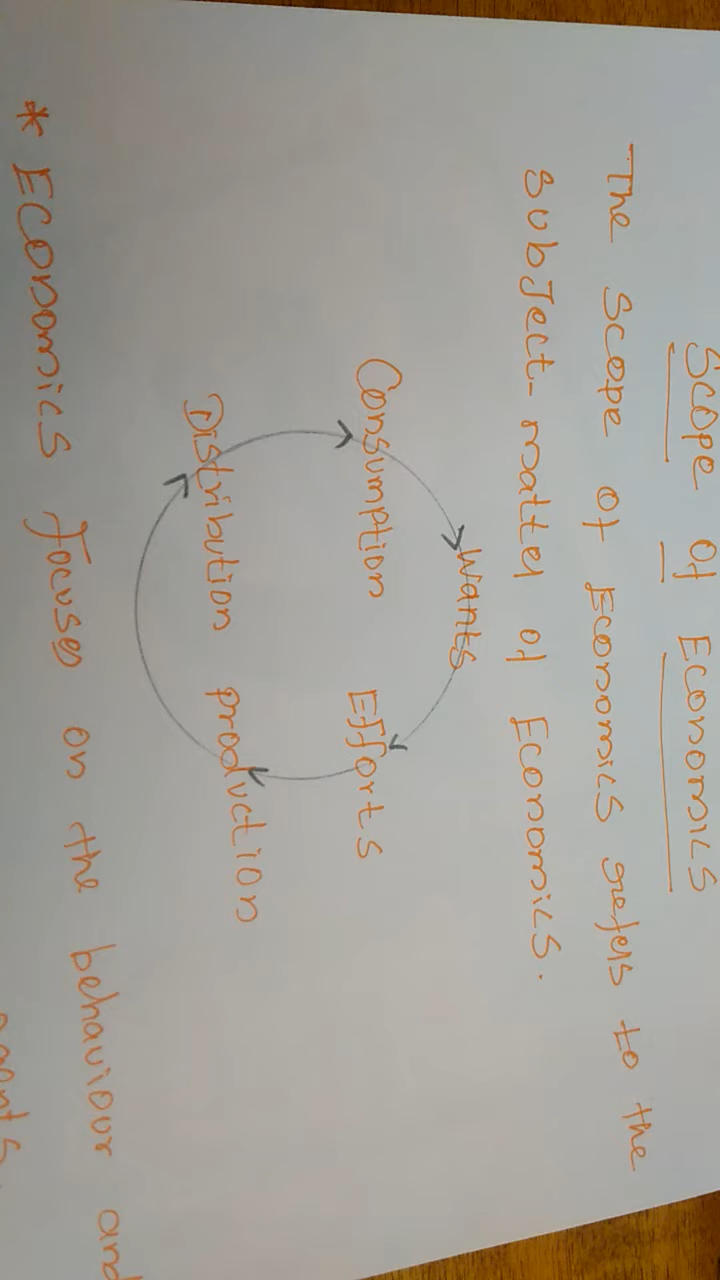 Scope of Economics
The Scope of Economics refers to the
subject-matter of Economics.
Wants
Consumption Efforts
Distribution production
* Economics focuses on the behaviour and